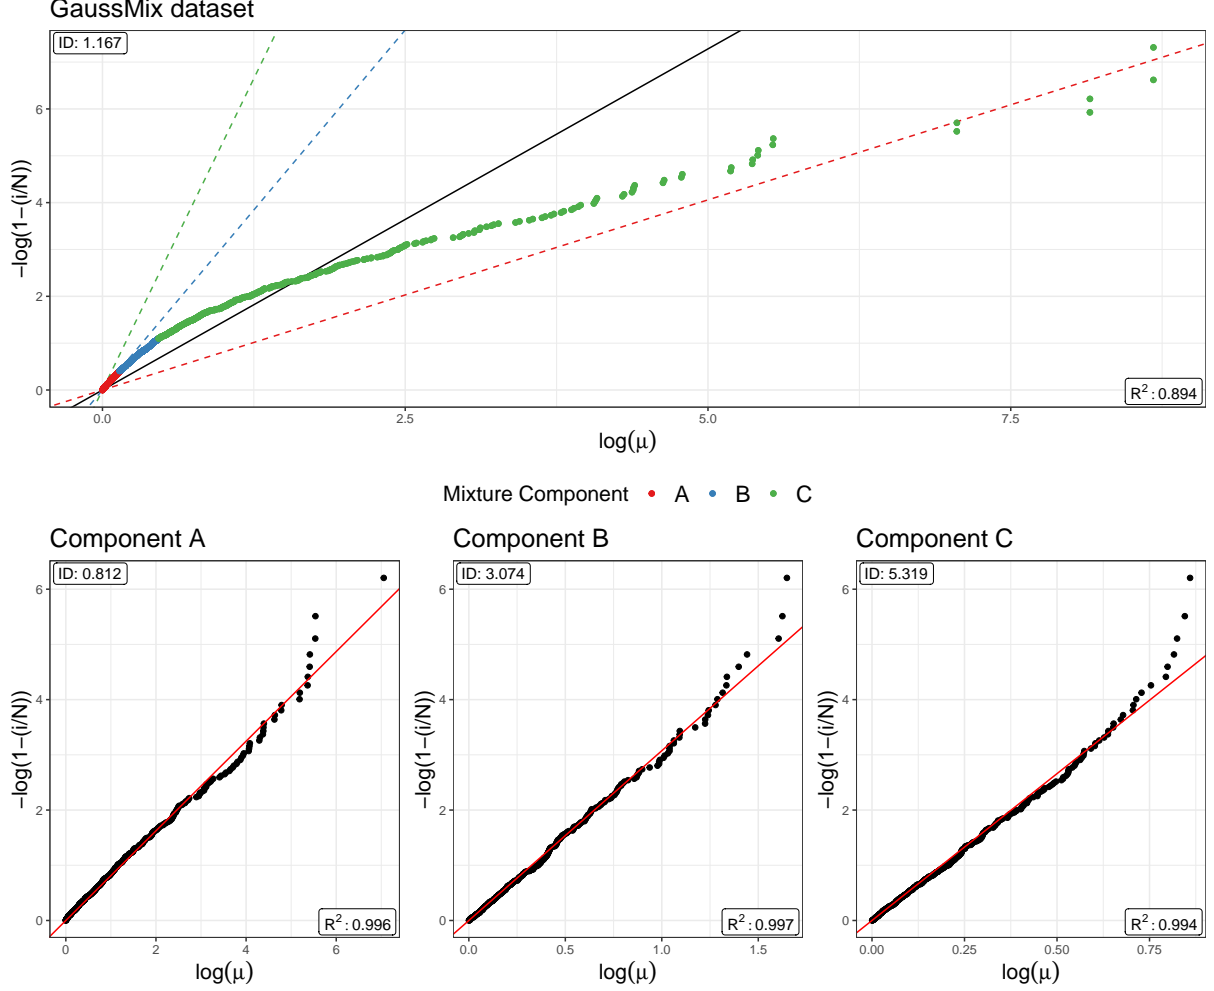 GaussMix dataset
ID: 1.167
R²: 0.894
−log(1−(i/N))
6
4
2
0
0.0 2.5 5.0 7.5
log(μ)
Mixture Component A B C
Component A
ID: 0.812
R²: 0.996
−log(1−(i/N))
6
4
2
0
0 2 4 6
log(μ)
Component B
ID: 3.074
R²: 0.997
−log(1−(i/N))
6
4
2
0
0.0 0.5 1.0 1.5
log(μ)
Component C
ID: 5.319
R²: 0.994
−log(1−(i/N))
6
4
2
0
0.00 0.25 0.50 0.75
log(μ)